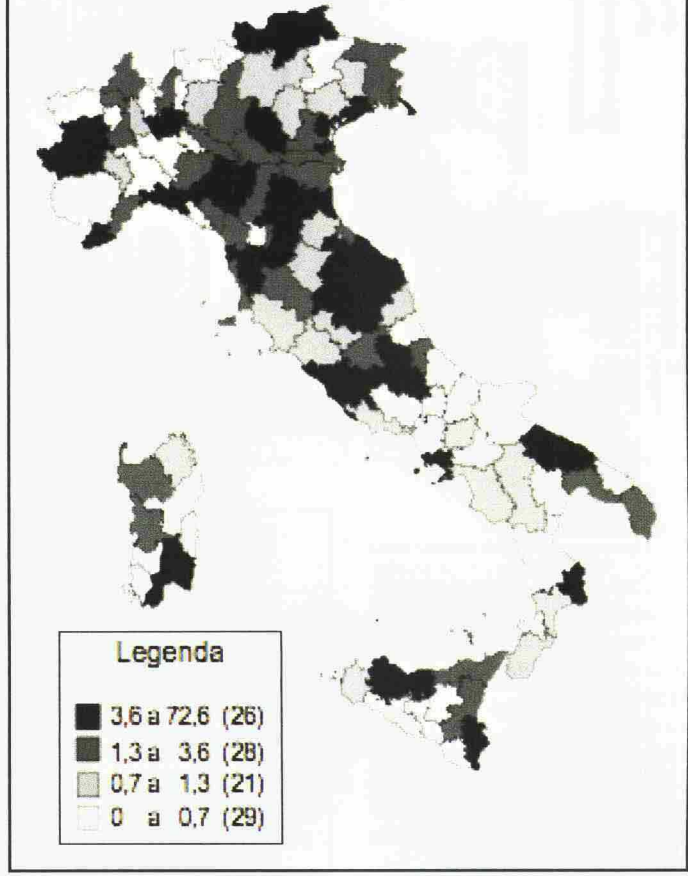 Legenda
3,6 a 72,6 (26)
1,3 a 3,6 (28)
0,7 a 1,3 (21)
0 a 0,7 (29)